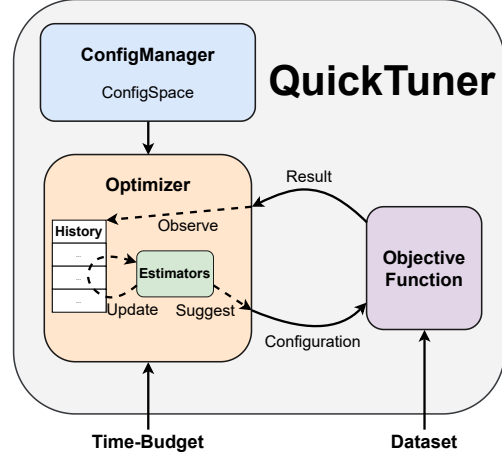 ConfigManager
ConfigSpace
QuickTuner
Optimizer
Result
Observe
History
...
...
...
Estimators
Update
Suggest
Configuration
Objective
Function
Time-Budget
Dataset